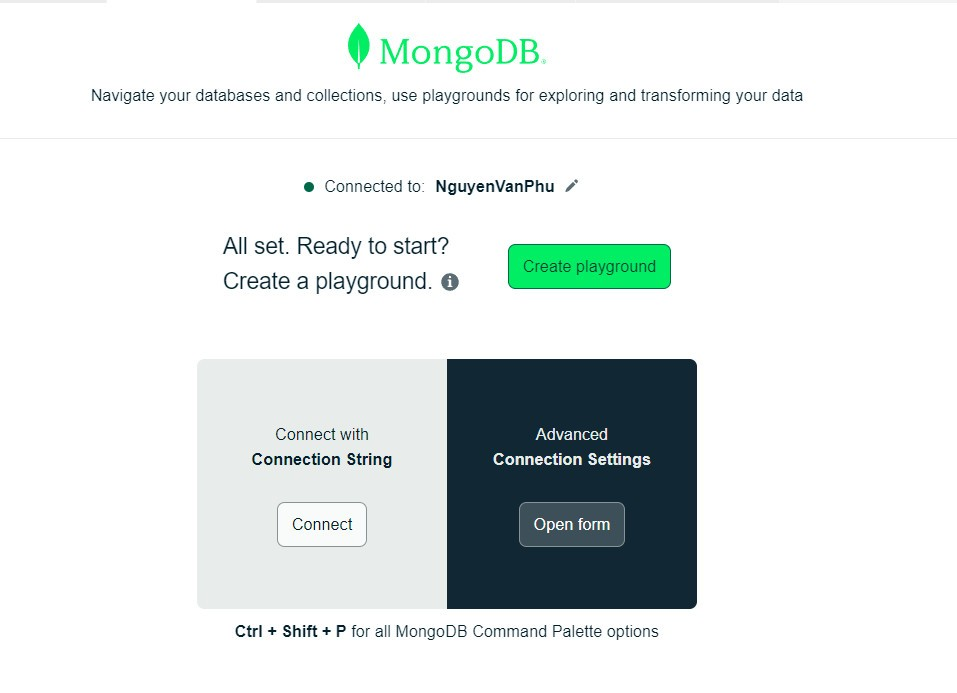 MongoDB.
Navigate your databases and collections, use playgrounds for exploring and transforming your data
Connected to: NguyenVanPhu
All set. Ready to start?
Create a playground.
Create playground
Connect with
Connection String
Connect
Advanced
Connection Settings
Open form
Ctrl + Shift + P for all MongoDB Command Palette options